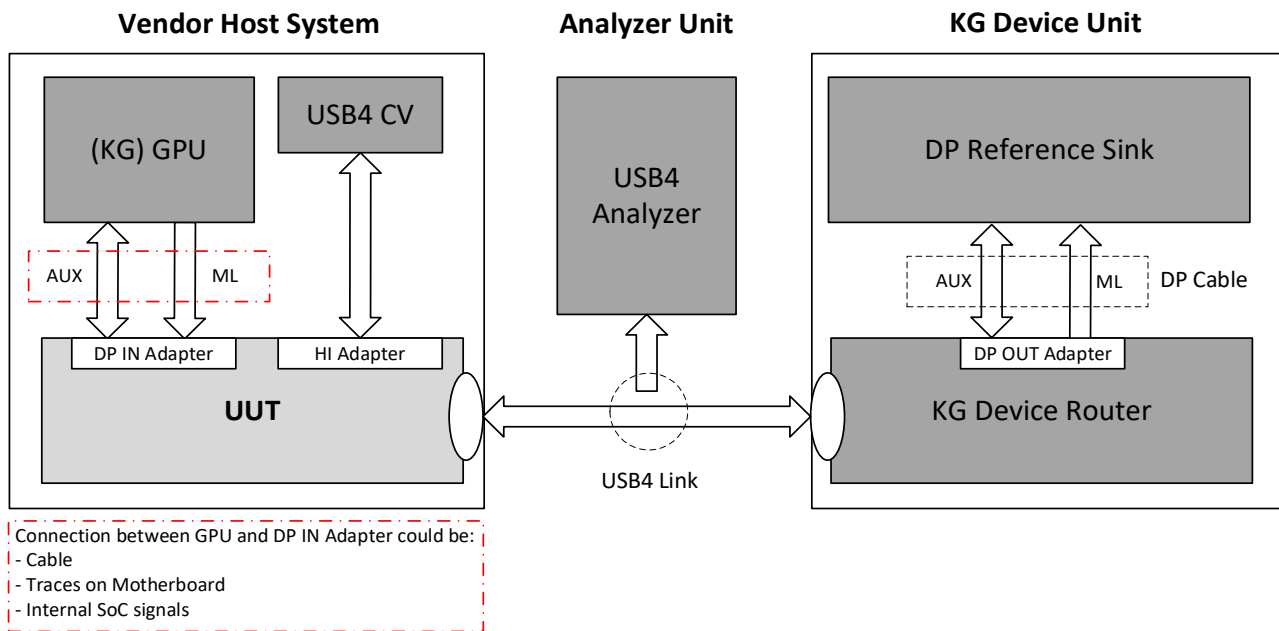 Vendor Host System
(KG) GPU
USB4 CV
AUX
ML
DP IN Adapter
HI Adapter
UUT
Connection between GPU and DP IN Adapter could be:
- Cable
- Traces on Motherboard
- Internal SoC signals
Analyzer Unit
USB4
Analyzer
USB4 Link
KG Device Unit
DP Reference Sink
AUX
ML
DP Cable
DP OUT Adapter
KG Device Router